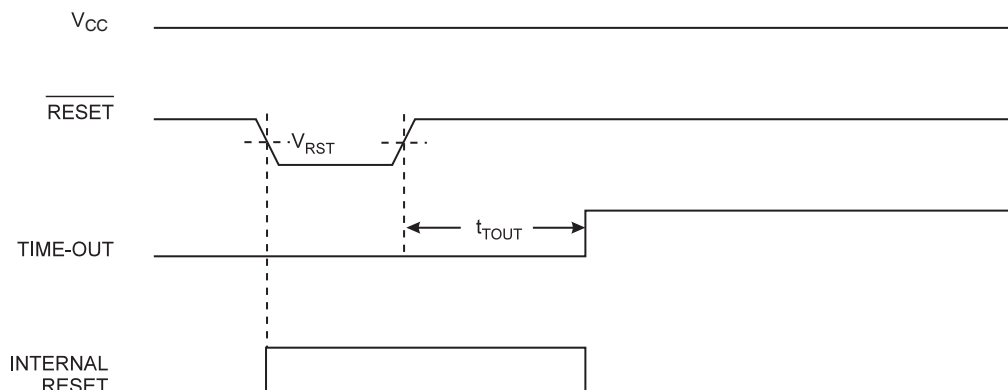 VCC
RESET
VRST
tTOUT
TIME-OUT
INTERNAL
RESET